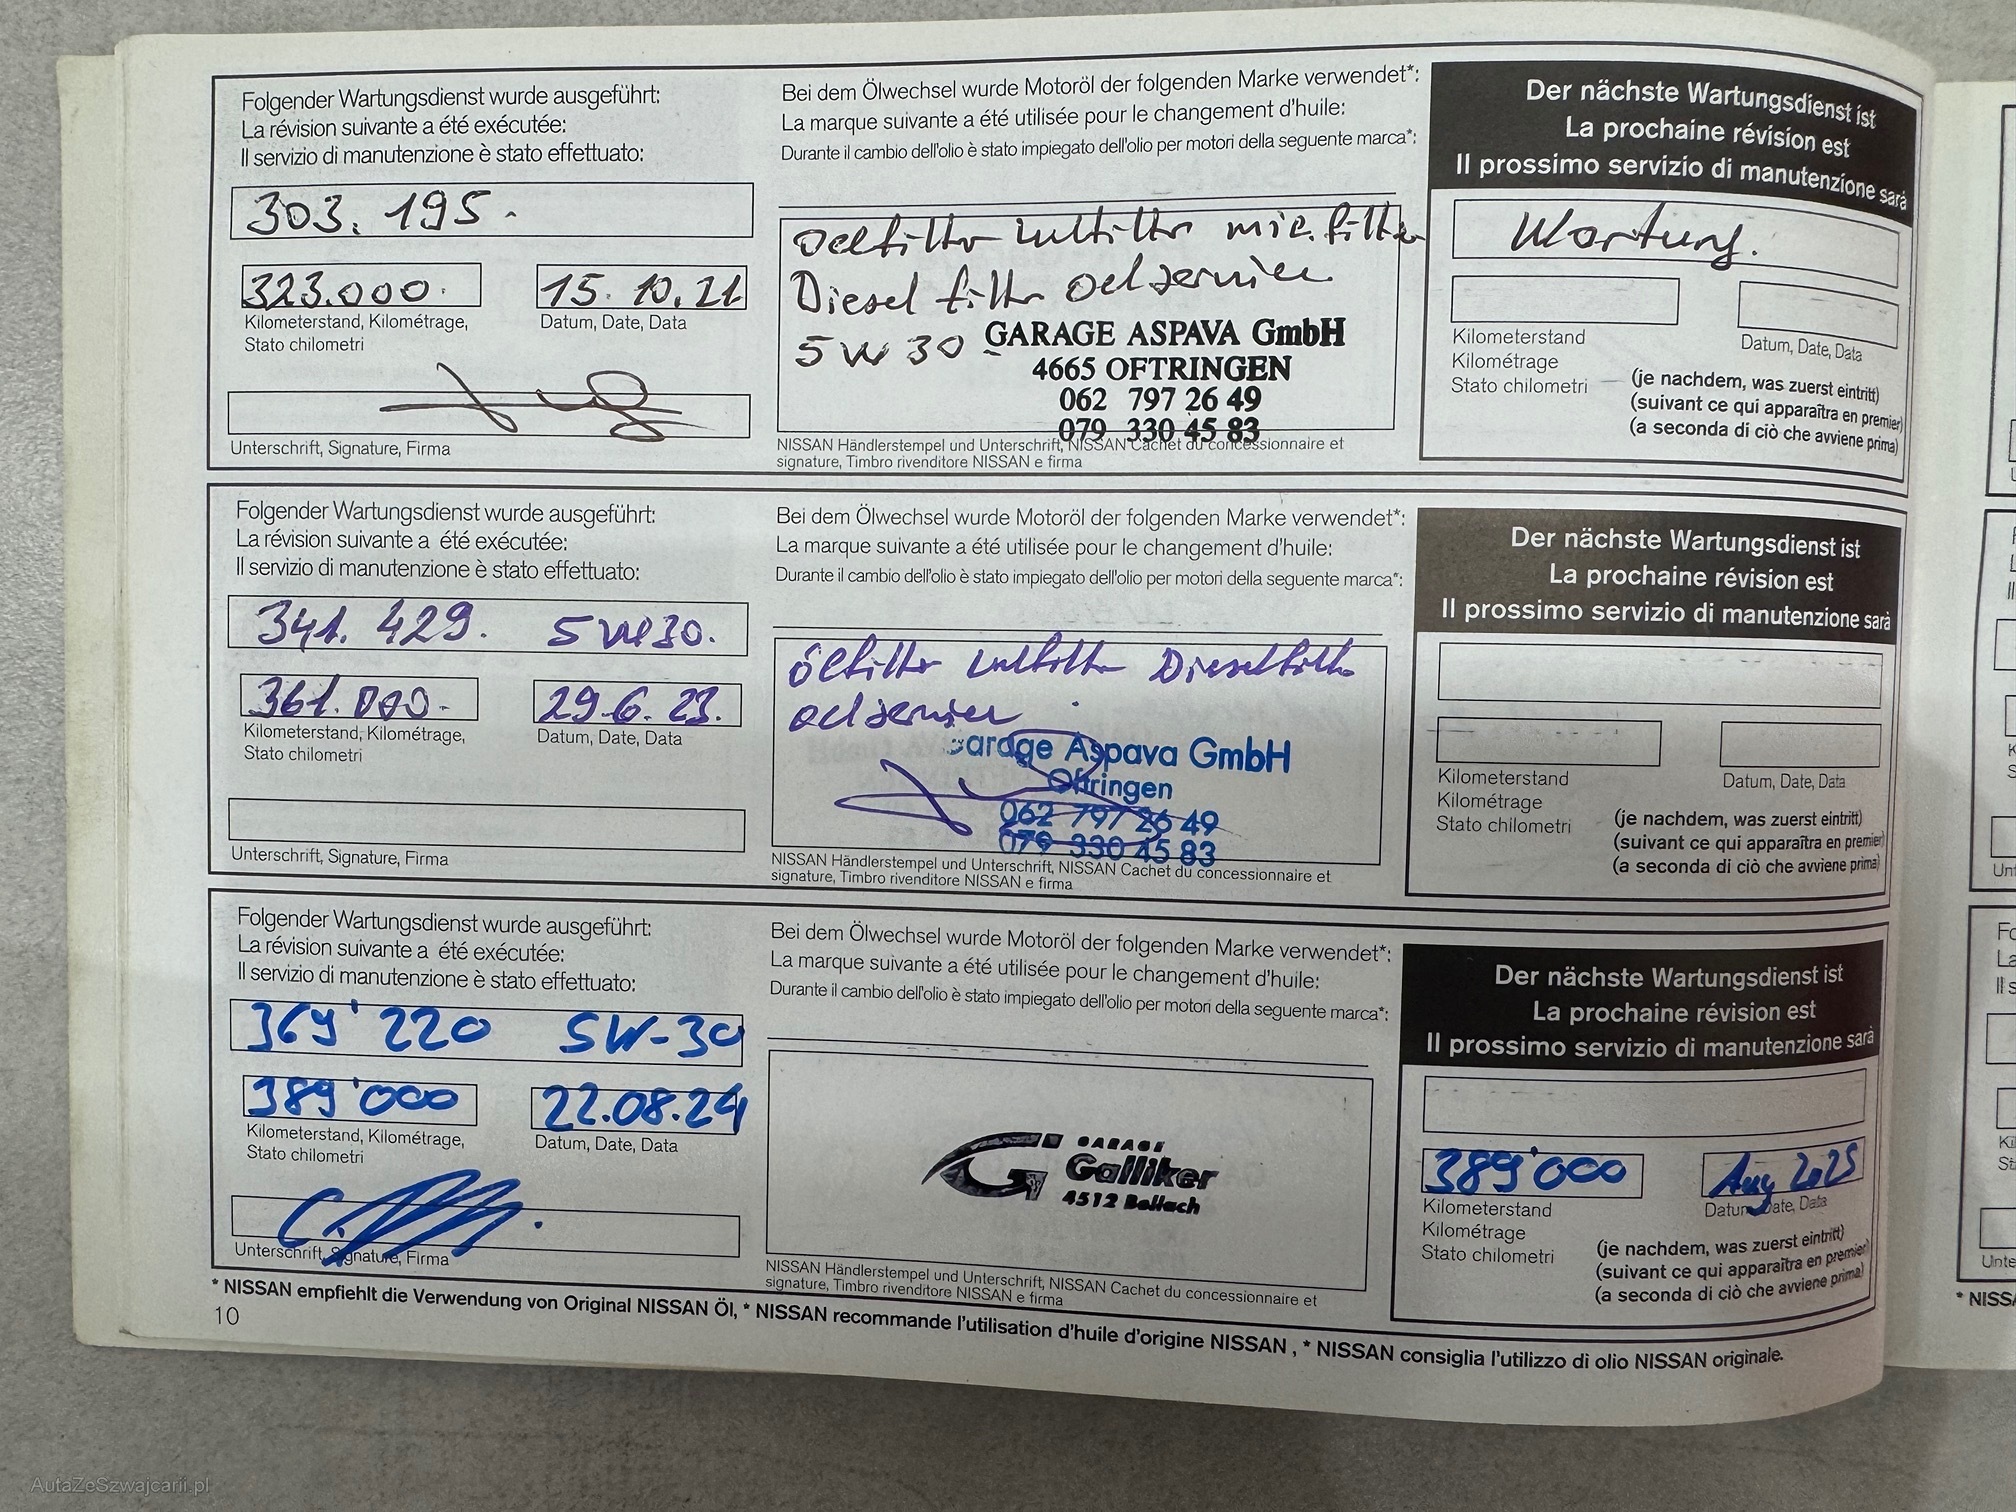 Folgender Wartungsdienst wurde ausgeführt:
La révision suivante a été exécutée:
Il servizio di manutenzione è stato effettuato:
303. 195.
323.000.
15. 10. 21
Kilometerstand, Kilométrage,
Stato chilometri
Datum, Date, Data
Unterschrift, Signature, Firma
Bei dem Ölwechsel wurde Motoröl der folgenden Marke verwendet*:
La marque suivante a été utilisée pour le changement d'huile:
Durante il cambio dell'olio è stato impiegato dell'olio per motori della seguente marca*:
Oelfilter Luftfilter mic. filter
Diesel filter Oelservice
5W30
GARAGE ASPAVA GmbH
4665 OFTRINGEN
062 797 26 49
079 330 45 83
NISSAN Händlerstempel und Unterschrift, NISSAN Cachet du concessionnaire et
signature, Timbro rivenditore NISSAN e firma
Der nächste Wartungsdienst ist
La prochaine révision est
Il prossimo servizio di manutenzione sarà
Wartung.
Kilometerstand
Kilométrage
Stato chilometri
Datum, Date, Data
(je nachdem, was zuerst eintritt)
(suivant ce qui apparaîtra en premier)
(a seconda di ciò che avviene prima)
Folgender Wartungsdienst wurde ausgeführt:
La révision suivante a été exécutée:
Il servizio di manutenzione è stato effettuato:
341. 429. 5W30.
361.000.
29.6.23.
Kilometerstand, Kilométrage,
Stato chilometri
Datum, Date, Data
Unterschrift, Signature, Firma
Bei dem Ölwechsel wurde Motoröl der folgenden Marke verwendet*:
La marque suivante a été utilisée pour le changement d'huile:
Durante il cambio dell'olio è stato impiegato dell'olio per motori della seguente marca*:
Ölfilter Luftfilter Dieselfilter
Oelservice
Garage Aspava GmbH
Oftringen
062 797 26 49
079 330 45 83
NISSAN Händlerstempel und Unterschrift, NISSAN Cachet du concessionnaire et
signature, Timbro rivenditore NISSAN e firma
Der nächste Wartungsdienst ist
La prochaine révision est
Il prossimo servizio di manutenzione sarà
Kilometerstand
Kilométrage
Stato chilometri
Datum, Date, Data
(je nachdem, was zuerst eintritt)
(suivant ce qui apparaîtra en premier)
(a seconda di ciò che avviene prima)
Folgender Wartungsdienst wurde ausgeführt:
La révision suivante a été exécutée:
Il servizio di manutenzione è stato effettuato:
369'220 5W-30
389'000
22.08.24
Kilometerstand, Kilométrage,
Stato chilometri
Datum, Date, Data
Unterschrift, Signature, Firma
Bei dem Ölwechsel wurde Motoröl der folgenden Marke verwendet*:
La marque suivante a été utilisée pour le changement d'huile:
Durante il cambio dell'olio è stato impiegato dell'olio per motori della seguente marca*:
GARAGE
Galliker
4512 Bellach
NISSAN Händlerstempel und Unterschrift, NISSAN Cachet du concessionnaire et
signature, Timbro rivenditore NISSAN e firma
Der nächste Wartungsdienst ist
La prochaine révision est
Il prossimo servizio di manutenzione sarà
389'000
Aug 2025
Kilometerstand
Kilométrage
Stato chilometri
Datum, Date, Data
(je nachdem, was zuerst eintritt)
(suivant ce qui apparaîtra en premier)
(a seconda di ciò che avviene prima)
* NISSAN empfiehlt die Verwendung von Original NISSAN Öl, * NISSAN recommande l'utilisation d'huile d'origine NISSAN , * NISSAN consiglia l'utilizzo di olio NISSAN originale.
10
AutaZeSzwajcarii.pl